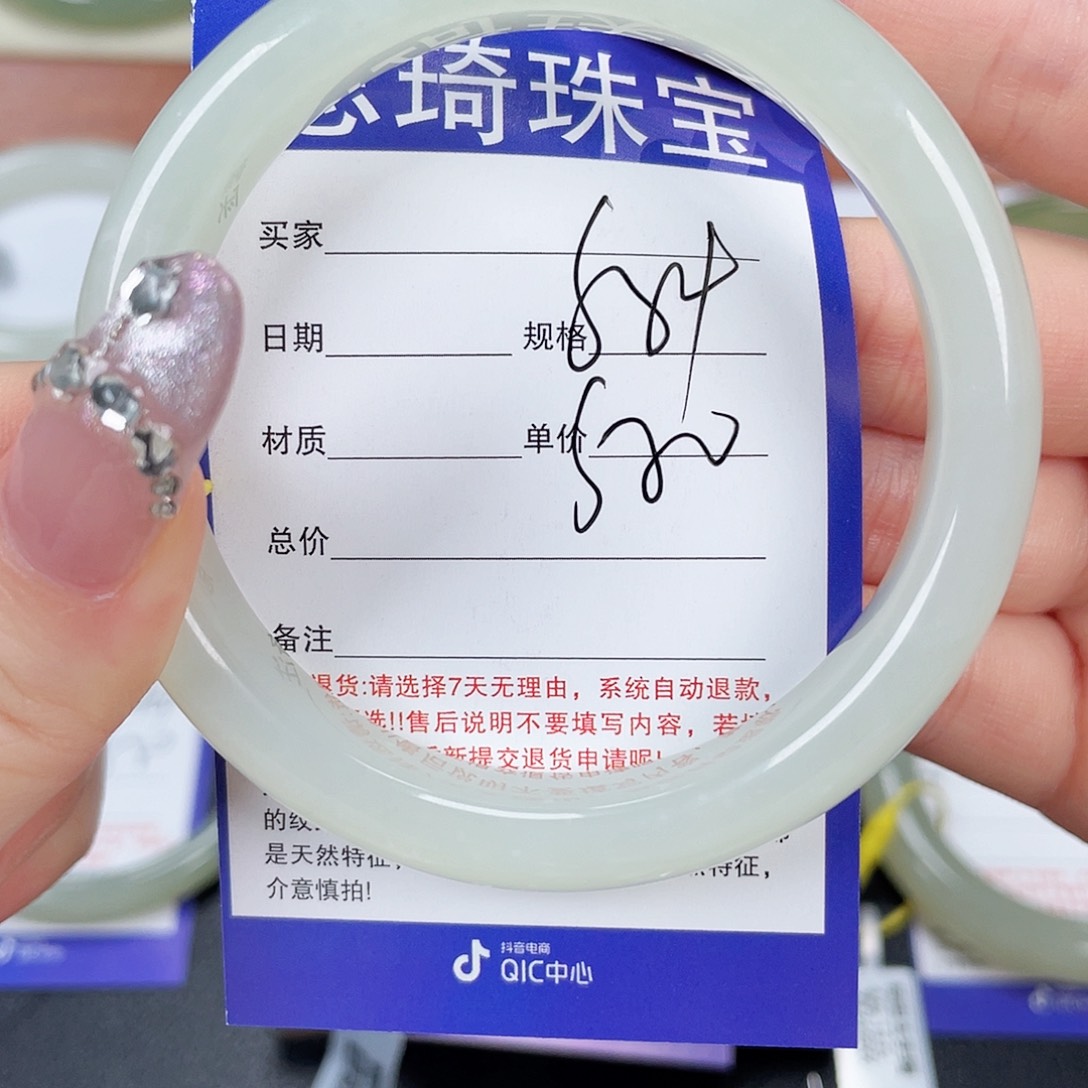 琦珠宝
买家
日期 规格
材质 单价
总价
备注
退货:请选择7天无理由，系统自动退款，
选!!售后说明不要填写内容，若
新提交退货申请呢!
的纹
是天然特征， 特征，
介意慎拍!
抖音电商
QIC中心